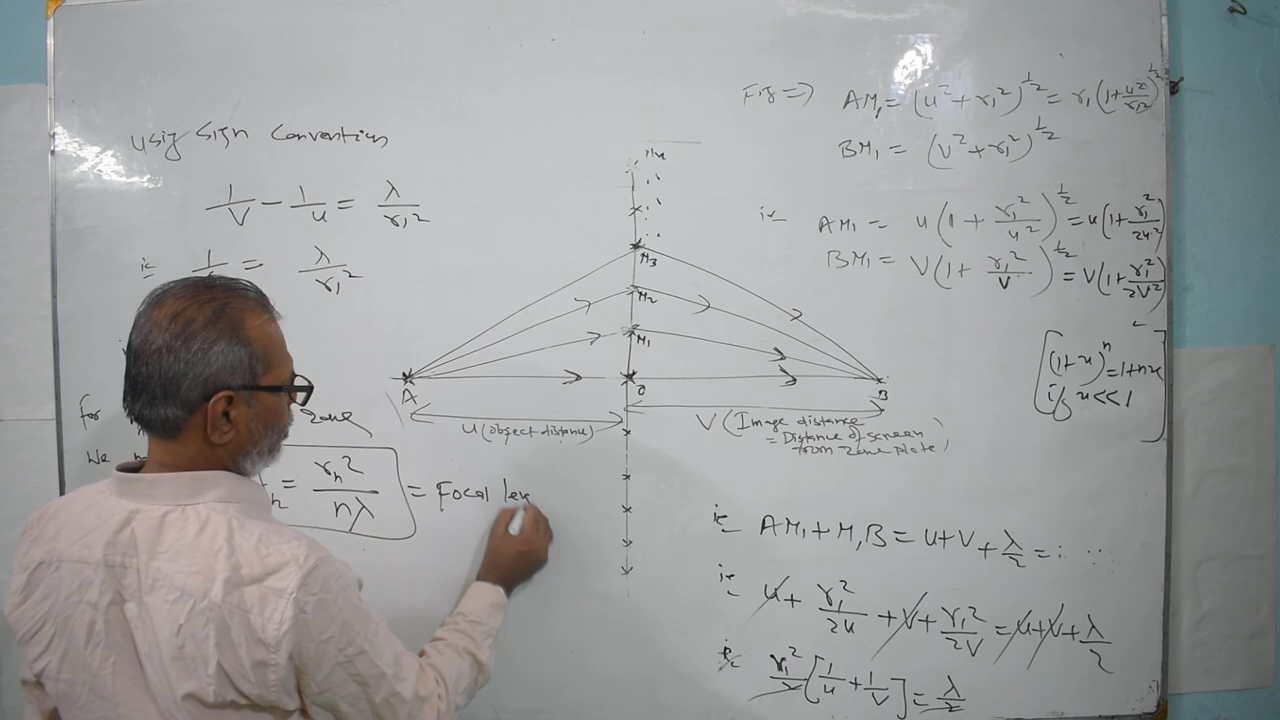 Using Sign Convention
1/V - 1/u = λ/r₁²
ie 1/ = λ/r₁²
for zone
We
= rₙ²/nλ = Focal len
Mₙ
M₃
M₂
M₁
A
O
B
u (object distance)
V (Image distance
= Distance of screen
from zone plate)
Fig ⇒ AM₁ = (u² + r₁²)^½ = r₁(1 + u²/r₁²)^½
BM₁ = (V² + r₁²)^½
ie AM₁ = u(1 + r₁²/u²)^½ = u(1 + r₁²/2u²)
BM₁ = V(1 + r₁²/V)^½ = V(1 + r₁²/2V²)
[(1+x)ⁿ = 1+nx
if x << 1]
ie AM₁ + M₁B = u+V + λ/2 = : . .
ie u + r₁²/2u + V + r₁²/2V = u + V + λ/2
ie r₁²/2 [1/u + 1/V] = λ/2